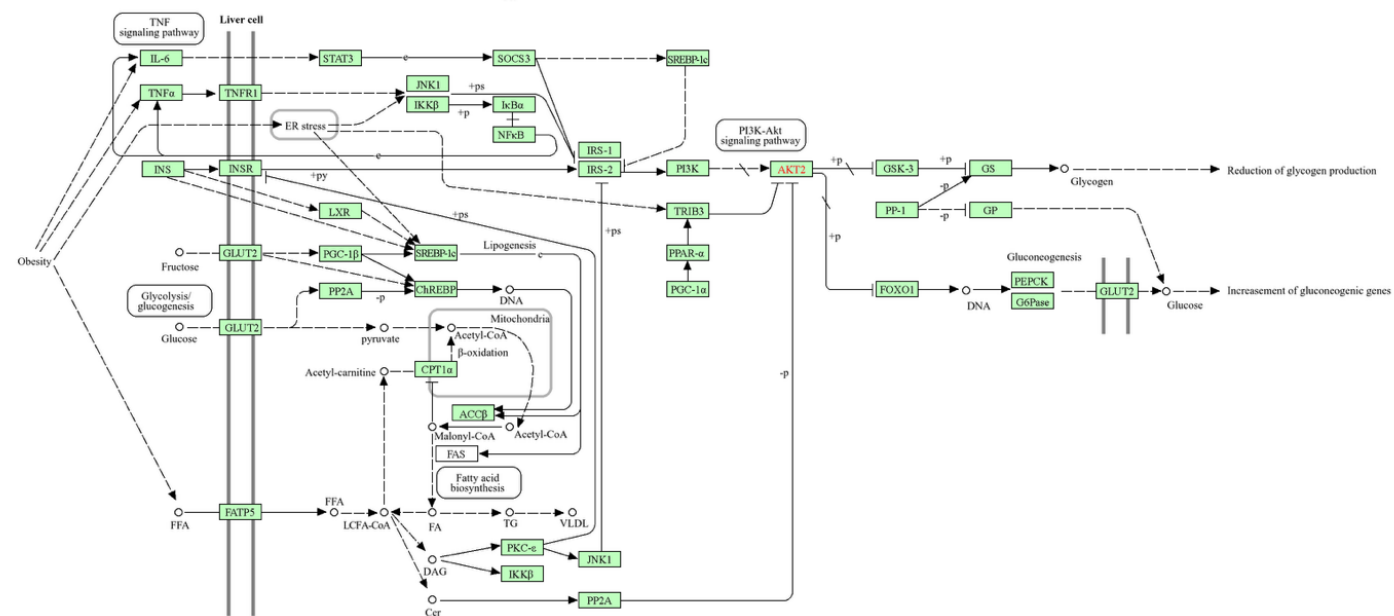 TNF
signaling pathway
Liver cell
IL-6
STAT3
e
SOCS3
SREBP-1c
TNFα
TNFR1
JNK1
+ps
IKKβ
+p
IκBα
ER stress
NFκB
e
PI3K-Akt
signaling pathway
IRS-1
INS
INSR
+py
IRS-2
PI3K
AKT2
+p
GSK-3
+p
GS
Glycogen
Reduction of glycogen production
LXR
+ps
TRIB3
+ps
+p
PP-1
-p
-p
GP
Obesity
Fructose
GLUT2
PGC-1β
SREBP-1c
Lipogenesis
e
PPAR-α
Gluconeogenesis
Glycolysis/
glucogenesis
PP2A
-p
ChREBP
DNA
PGC-1α
FOXO1
DNA
PEPCK
G6Pase
GLUT2
Glucose
Increasement of gluconeogenic genes
Glucose
GLUT2
pyruvate
Mitochondria
Acetyl-CoA
β-oxidation
Acetyl-carnitine
CPT1α
-p
ACCβ
Malonyl-CoA
Acetyl-CoA
FAS
Fatty acid
biosynthesis
FFA
FATP5
FFA
LCFA-CoA
FA
TG
VLDL
PKC-ε
JNK1
DAG
IKKβ
Cer
PP2A